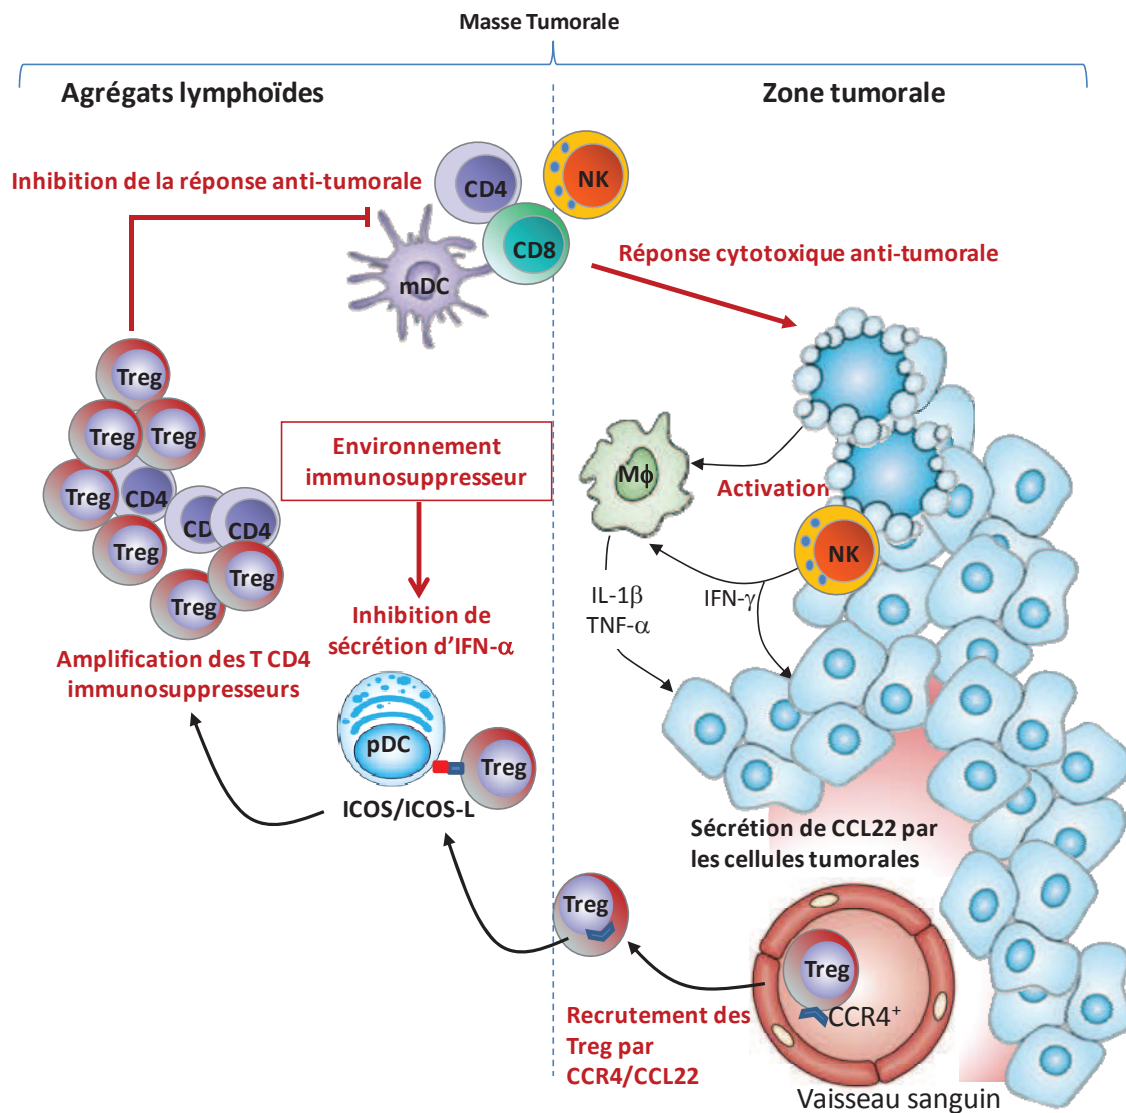 Masse Tumorale
Agrégats lymphoïdes
Zone tumorale
Inhibition de la réponse anti-tumorale
CD4
NK
CD8
mDC
Réponse cytotoxique anti-tumorale
Treg
Treg
Treg
Treg
CD4
CD
CD4
Treg
Treg
Treg
Environnement
immunosuppresseur
Mϕ
Activation
NK
IL-1β
TNF-α
IFN-γ
Inhibition de
sécrétion d'IFN-α
Amplification des T CD4
immunosuppresseurs
pDC
Treg
ICOS/ICOS-L
Sécrétion de CCL22 par
les cellules tumorales
Treg
Treg
CCR4⁺
Recrutement des
Treg par
CCR4/CCL22
Vaisseau sanguin